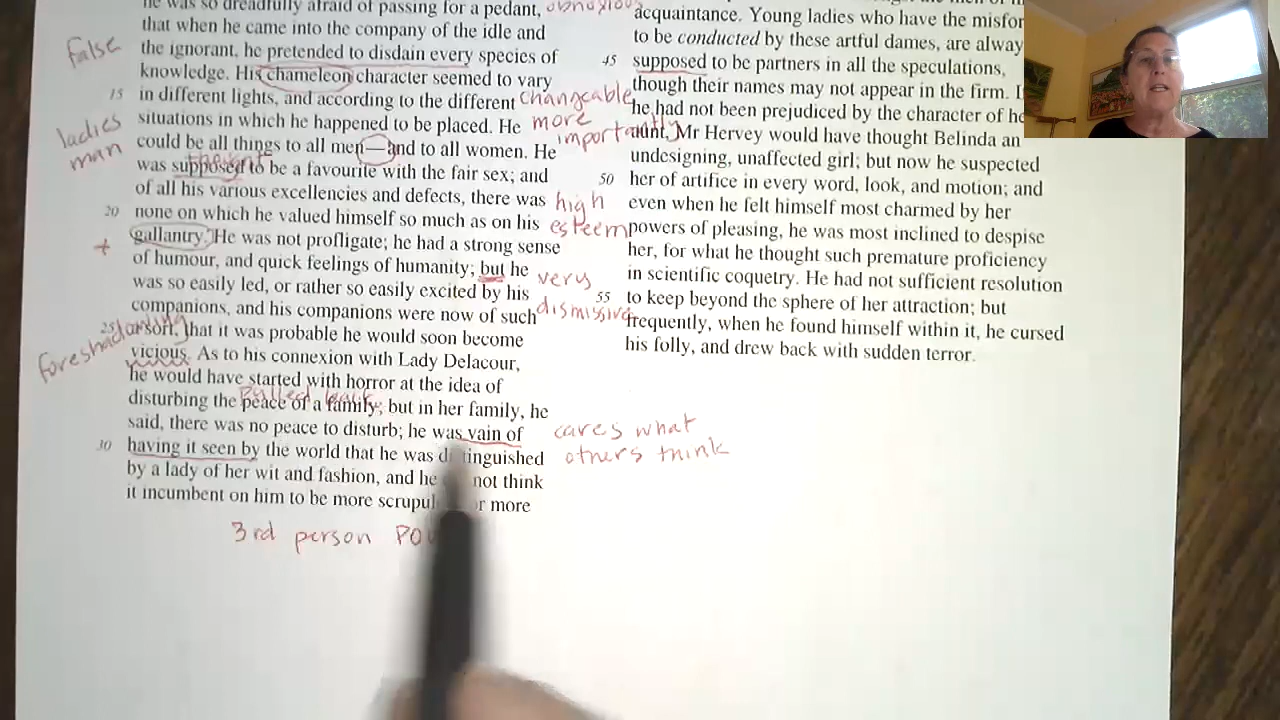 he was so dreadfully afraid of passing for a pedant, obnoxious
that when he came into the company of the idle and
false
the ignorant, he pretended to disdain every species of
knowledge. His chameleon character seemed to vary
15 in different lights, and according to the different changeable
situations in which he happened to be placed. He more importantly
ladies man
could be all things to all men—and to all women. He
was supposed to be a favourite with the fair sex; and
thought
of all his various excellencies and defects, there was high
20 none on which he valued himself so much as on his esteem
gallantry. He was not profligate; he had a strong sense
+
of humour, and quick feelings of humanity; but he very
was so easily led, or rather so easily excited by his
companions, and his companions were now of such dismissive
25 a sort, that it was probable he would soon become
foreshadowing
vicious. As to his connexion with Lady Delacour,
he would have started with horror at the idea of
pulled back
disturbing the peace of a family; but in her family, he
said, there was no peace to disturb; he was vain of cares what
30 having it seen by the world that he was distinguished others think
by a lady of her wit and fashion, and he not think
it incumbent on him to be more more
3rd person
acquaintance. Young ladies who have the
to be conducted by these artful dames, are
45 supposed to be partners in all the speculations,
though their names may not appear in the firm.
he had not been prejudiced by the character of
aunt, Mr Hervey would have thought Belinda an
undesigning, unaffected girl; but now he suspected
50 her of artifice in every word, look, and motion; and
even when he felt himself most charmed by her
powers of pleasing, he was most inclined to despise
her, for what he thought such premature proficiency
in scientific coquetry. He had not sufficient resolution
55 to keep beyond the sphere of her attraction; but
frequently, when he found himself within it, he cursed
his folly, and drew back with sudden terror.